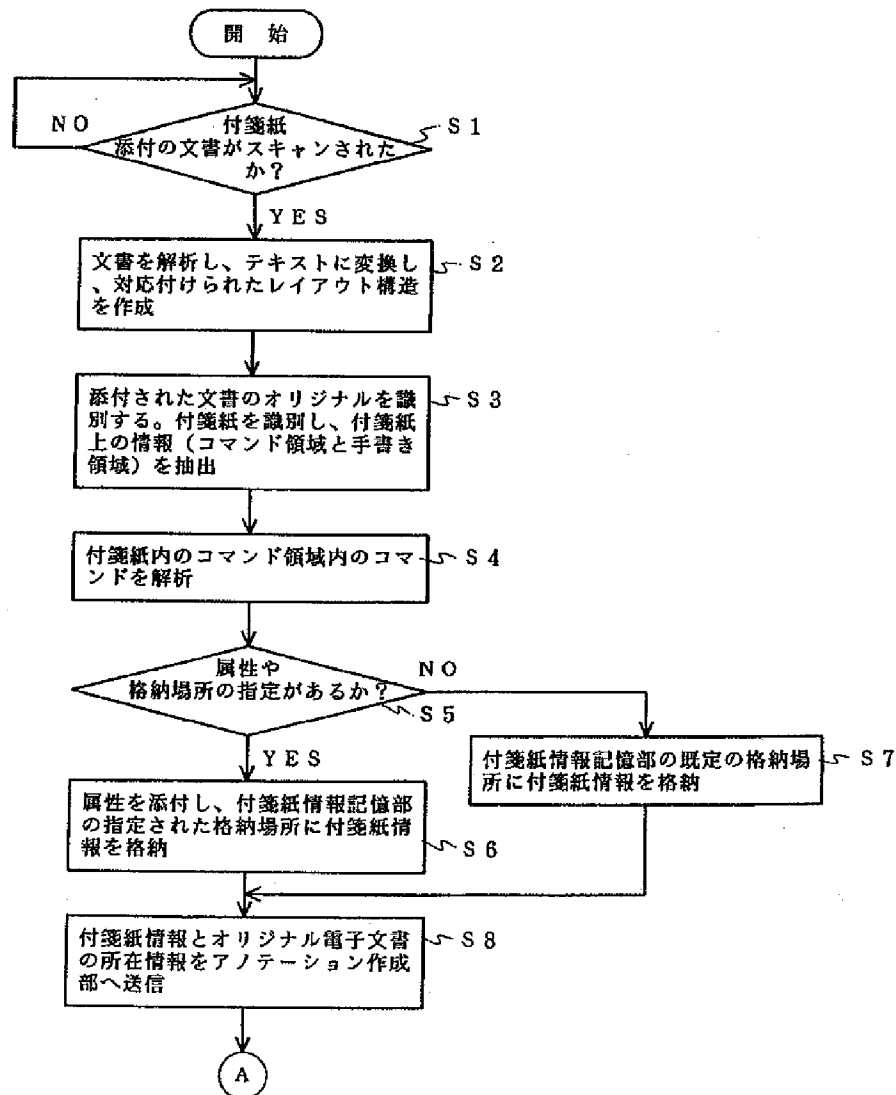 開　始
NO
付箋紙
添付の文書がスキャンされた
か？
S1
YES
文書を解析し、テキストに変換し
、対応付けられたレイアウト構造
を作成
S2
添付された文書のオリジナルを識
別する。付箋紙を識別し、付箋紙
上の情報（コマンド領域と手書き
領域）を抽出
S3
付箋紙内のコマンド領域内のコマ
ンドを解析
S4
属性や
格納場所の指定があるか？
NO
S5
YES
付箋紙情報記憶部の既定の格納場
所に付箋紙情報を格納
S7
属性を添付し、付箋紙情報記憶部
の指定された格納場所に付箋紙情
報を格納
S6
付箋紙情報とオリジナル電子文書
の所在情報をアノテーション作成
部へ送信
S8
A